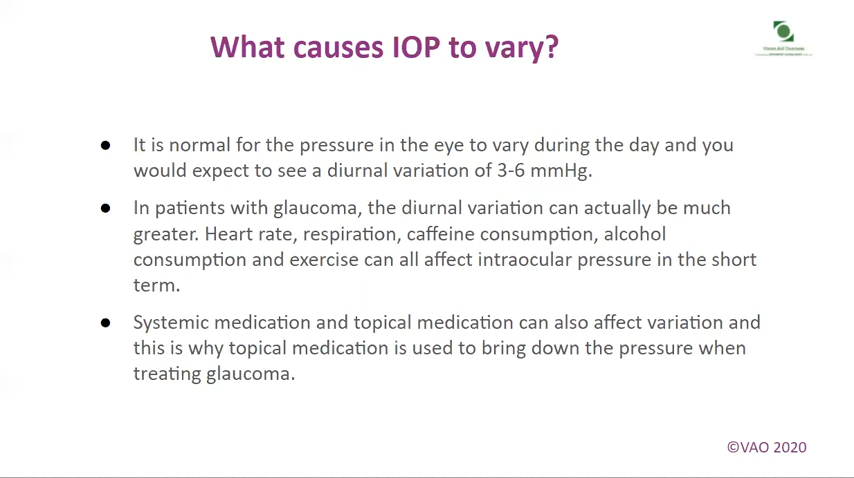 What causes IOP to vary?
Vision Aid Overseas
● It is normal for the pressure in the eye to vary during the day and you
would expect to see a diurnal variation of 3-6 mmHg.
● In patients with glaucoma, the diurnal variation can actually be much
greater. Heart rate, respiration, caffeine consumption, alcohol
consumption and exercise can all affect intraocular pressure in the short
term.
● Systemic medication and topical medication can also affect variation and
this is why topical medication is used to bring down the pressure when
treating glaucoma.
©VAO 2020